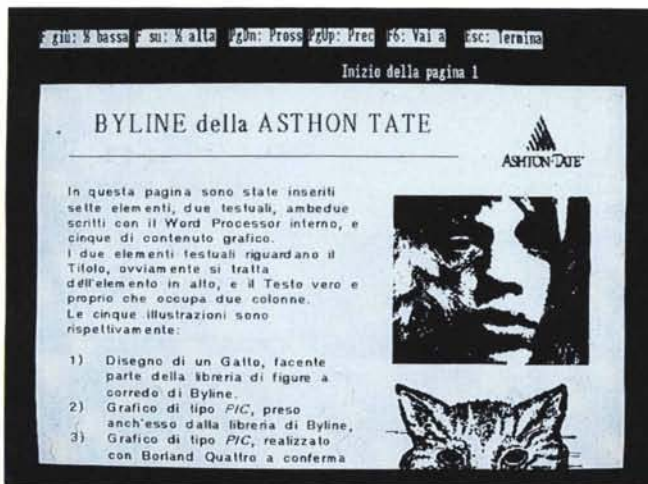 F giù: ½ bassa F su: ½ alta PgDn: Pross PgUp: Prec F6: Vai a Esc: Termina
Inizio della pagina 1
BYLINE della ASTHON TATE
ASHTON·TATE
In questa pagina sono state inseriti
sette elementi, due testuali, ambedue
scritti con il Word Processor interno, e
cinque di contenuto grafico.
I due elementi testuali riguardano il
Titolo, ovviamente si tratta
dell'elemento in alto, e il Testo vero e
proprio che occupa due colonne.
Le cinque illustrazioni sono
rispettivamente:
1) Disegno di un Gatto, facente
parte della libreria di figure a
corredo di Byline.
2) Grafico di tipo PIC, preso
anch'esso dalla libreria di Byline,
3) Grafico di tipo PIC, realizzato
con Borland Quattro a conferma